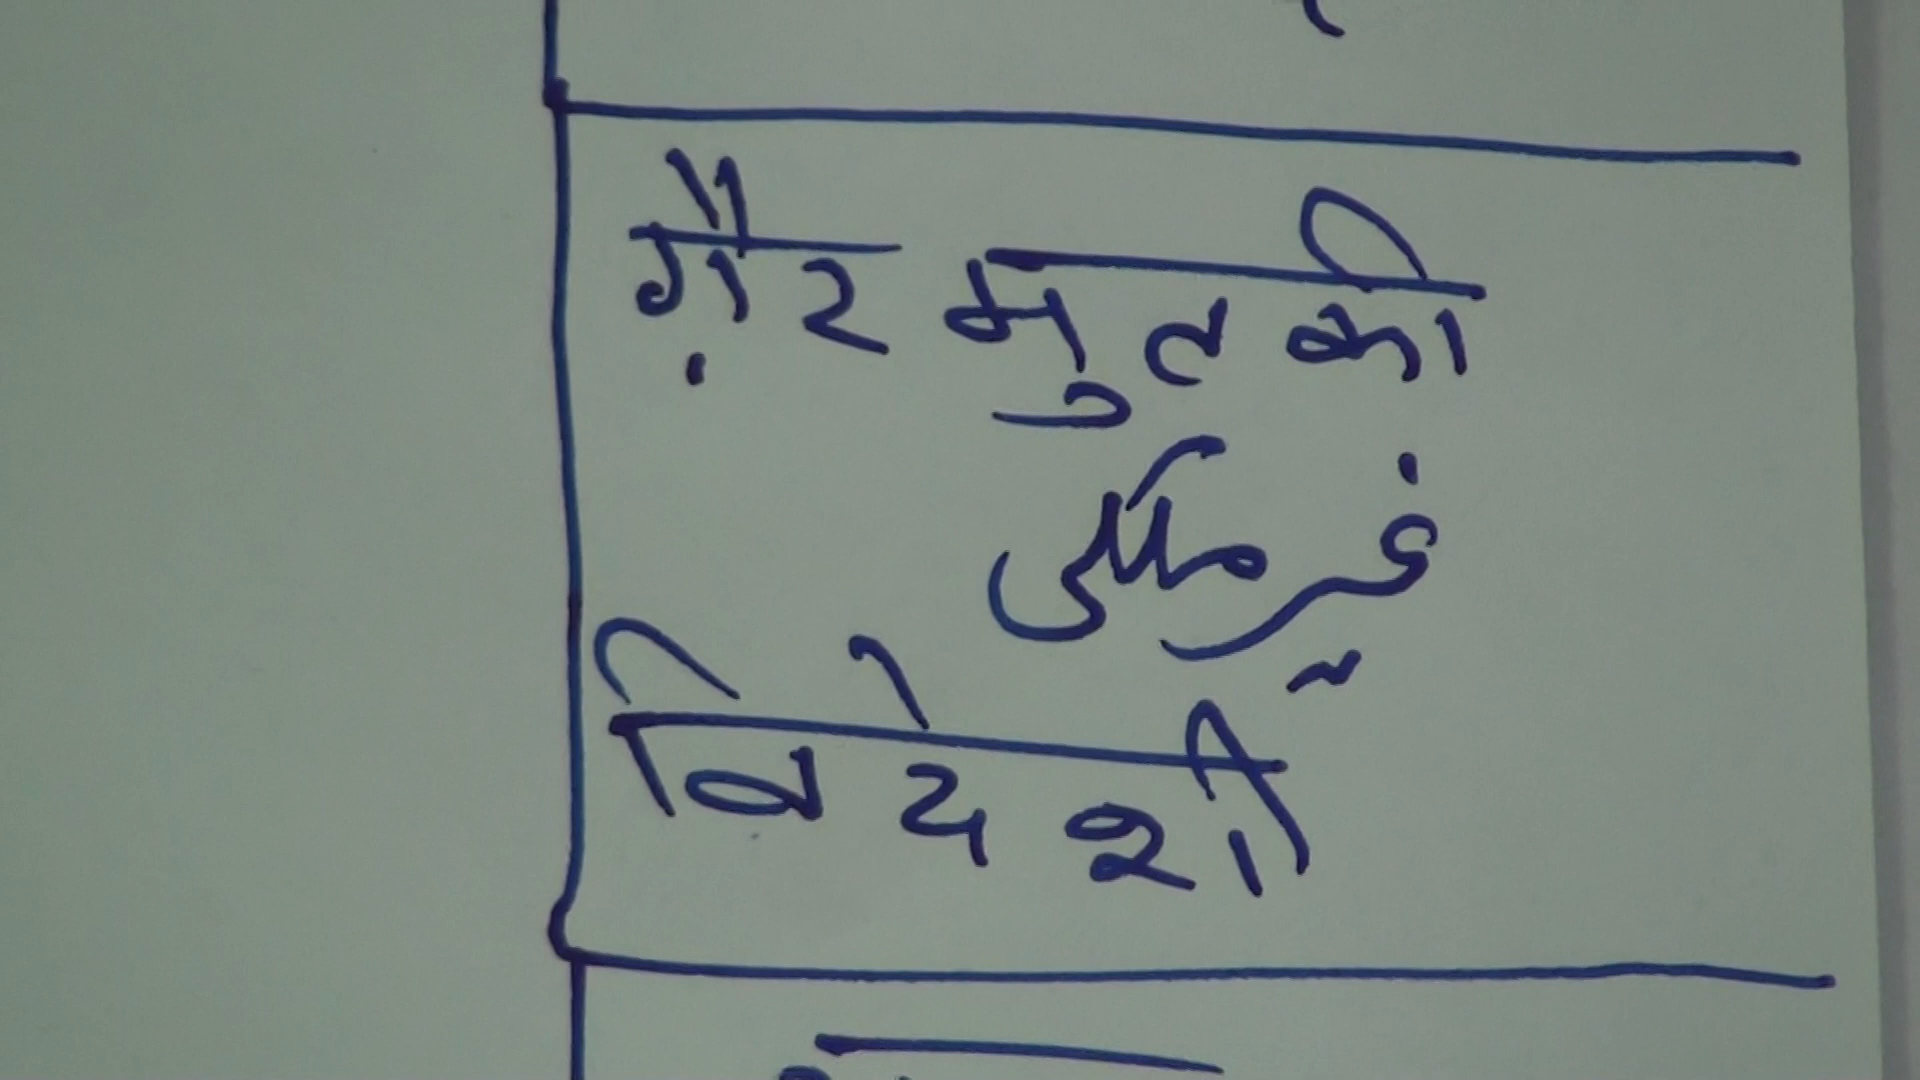 ग़ैर मुल्की
غیر ملکی
विदेशी